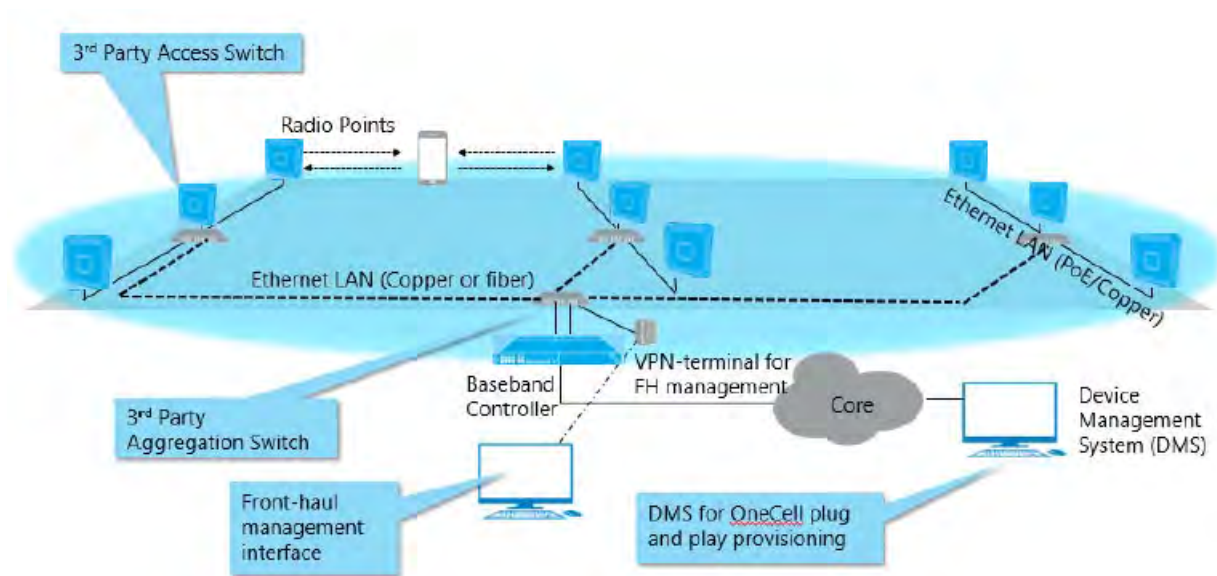 3rd Party Access Switch
Radio Points
Ethernet LAN (PoE/Copper)
Ethernet LAN (Copper or fiber)
VPN-terminal for
FH management
Baseband
Controller
Core
Device
Management
System (DMS)
3rd Party
Aggregation Switch
Front-haul
management
interface
DMS for OneCell plug
and play provisioning